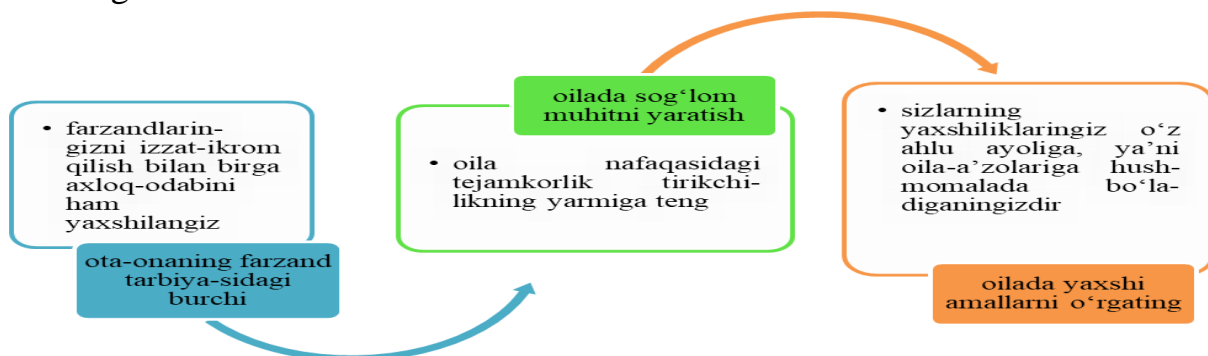 • farzandlarin-
gizni izzat-ikrom
qilish bilan birga
axloq-odabini
ham
yaxshilangiz
ota-onaning farzand
tarbiya-sidagi
burchi
oilada sog‘lom
muhitni yaratish
• oila nafaqasidagi
tejamkorlik tirikchi-
likning yarmiga teng
• sizlarning
yaxshiliklaringiz o‘z
ahlu ayoliga, ya’ni
oila-a’zolariga hush-
momalada bo‘la-
diganingizdir
oilada yaxshi
amallarni o‘rgating